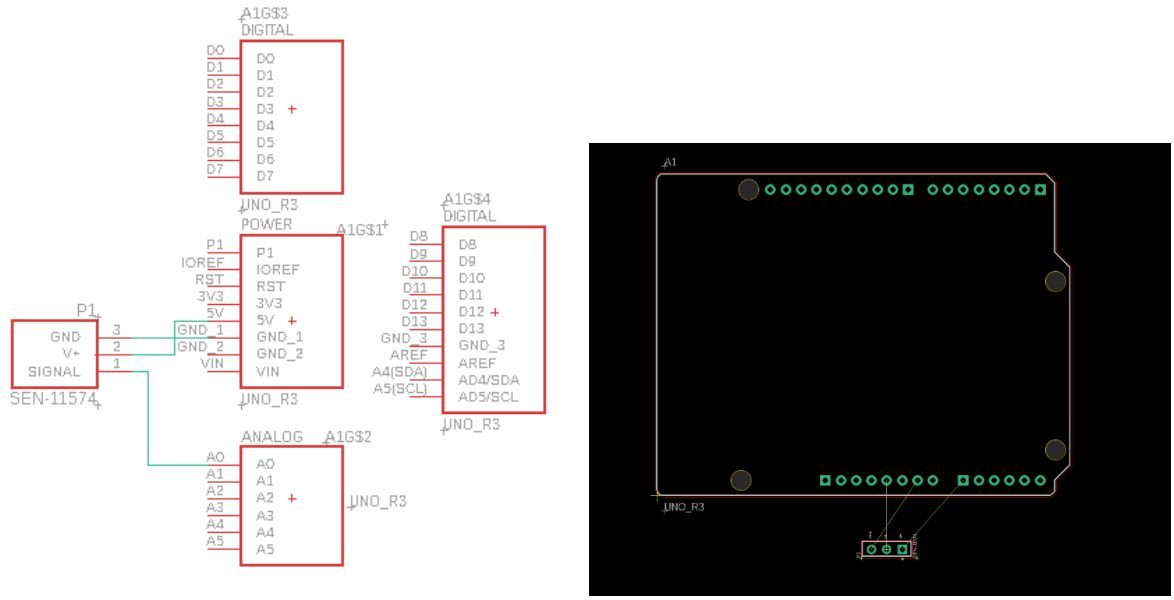 A1G$3
DIGITAL
D0 D0
D1 D1
D2 D2
D3 D3
D4 D4
D5 D5
D6 D6
D7 D7
UNO_R3
POWER
A1G$1
P1 P1
IOREF IOREF
RST RST
3V3 3V3
5V 5V
GND_1 GND_1
GND_2 GND_2
VIN VIN
UNO_R3
A1G$4
DIGITAL
D8 D8
D9 D9
D10 D10
D11 D11
D12 D12
D13 D13
GND_3 GND_3
AREF AREF
A4(SDA) AD4/SDA
A5(SCL) AD5/SCL
UNO_R3
P1
GND 3
V+ 2
SIGNAL 1
SEN-11574
ANALOG
A1G$2
A0 A0
A1 A1
A2 A2
A3 A3
A4 A4
A5 A5
UNO_R3
A1
UNO_R3